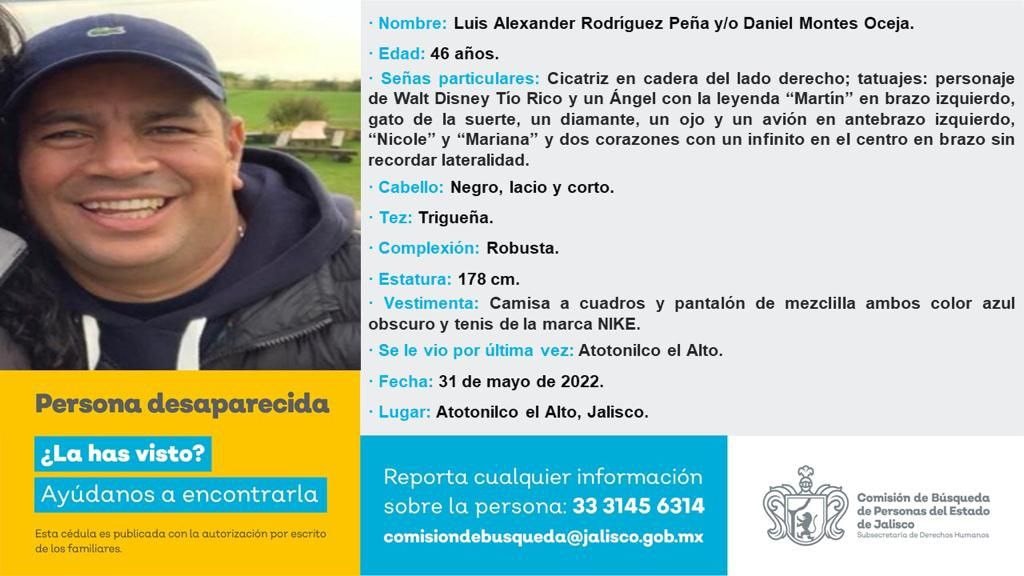 · Nombre: Luis Alexander Rodríguez Peña y/o Daniel Montes Oceja.
· Edad: 46 años.
· Señas particulares: Cicatriz en cadera del lado derecho; tatuajes: personaje
de Walt Disney Tío Rico y un Ángel con la leyenda “Martín” en brazo izquierdo,
gato de la suerte, un diamante, un ojo y un avión en antebrazo izquierdo,
“Nicole” y “Mariana” y dos corazones con un infinito en el centro en brazo sin
recordar lateralidad.
· Cabello: Negro, lacio y corto.
· Tez: Trigueña.
· Complexión: Robusta.
· Estatura: 178 cm.
· Vestimenta: Camisa a cuadros y pantalón de mezclilla ambos color azul
obscuro y tenis de la marca NIKE.
· Se le vio por última vez: Atotonilco el Alto.
· Fecha: 31 de mayo de 2022.
· Lugar: Atotonilco el Alto, Jalisco.
Persona desaparecida
¿La has visto?
Ayúdanos a encontrarla
Esta cédula es publicada con la autorización por escrito
de los familiares.
Reporta cualquier información
sobre la persona: 33 3145 6314
comisiondebusqueda@jalisco.gob.mx
Comisión de Búsqueda
de Personas del Estado
de Jalisco
Subsecretaría de Derechos Humanos